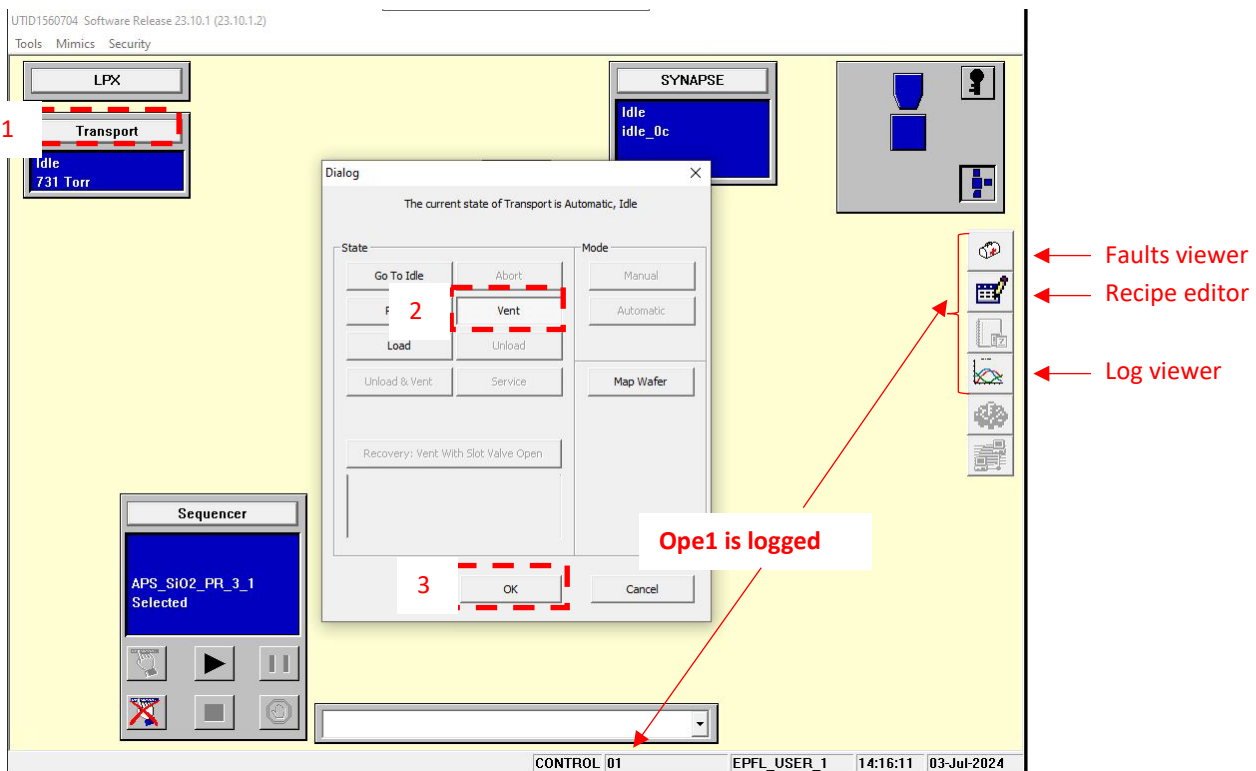 UTID1560704 Software Release 23.10.1 (23.10.1.2)
Tools Mimics Security
LPX
SYNAPSE
Idle
idle_0c
1
Transport
Idle
731 Torr
Dialog
The current state of Transport is Automatic, Idle
State
Mode
Go To Idle
Abort
Manual
2
Vent
Automatic
Load
Unload
Unload & Vent
Service
Map Wafer
Recovery: Vent With Slot Valve Open
3
OK
Cancel
Faults viewer
Recipe editor
Log viewer
Ope1 is logged
Sequencer
APS_SiO2_PR_3_1
Selected
CONTROL 01 EPFL_USER_1 14:16:11 03-Jul-2024